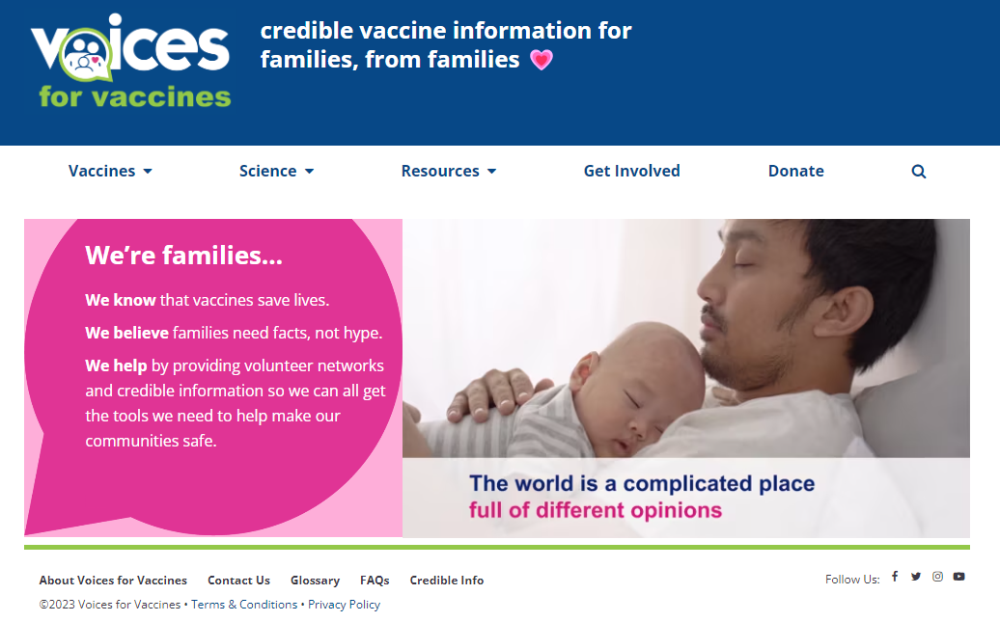 voices
for vaccines
credible vaccine information for
families, from families 💗
Vaccines
Science
Resources
Get Involved
Donate
We're families...
We know that vaccines save lives.
We believe families need facts, not hype.
We help by providing volunteer networks
and credible information so we can all get
the tools we need to help make our
communities safe.
The world is a complicated place
full of different opinions
About Voices for Vaccines Contact Us Glossary FAQs Credible Info
Follow Us:
©2023 Voices for Vaccines • Terms & Conditions • Privacy Policy